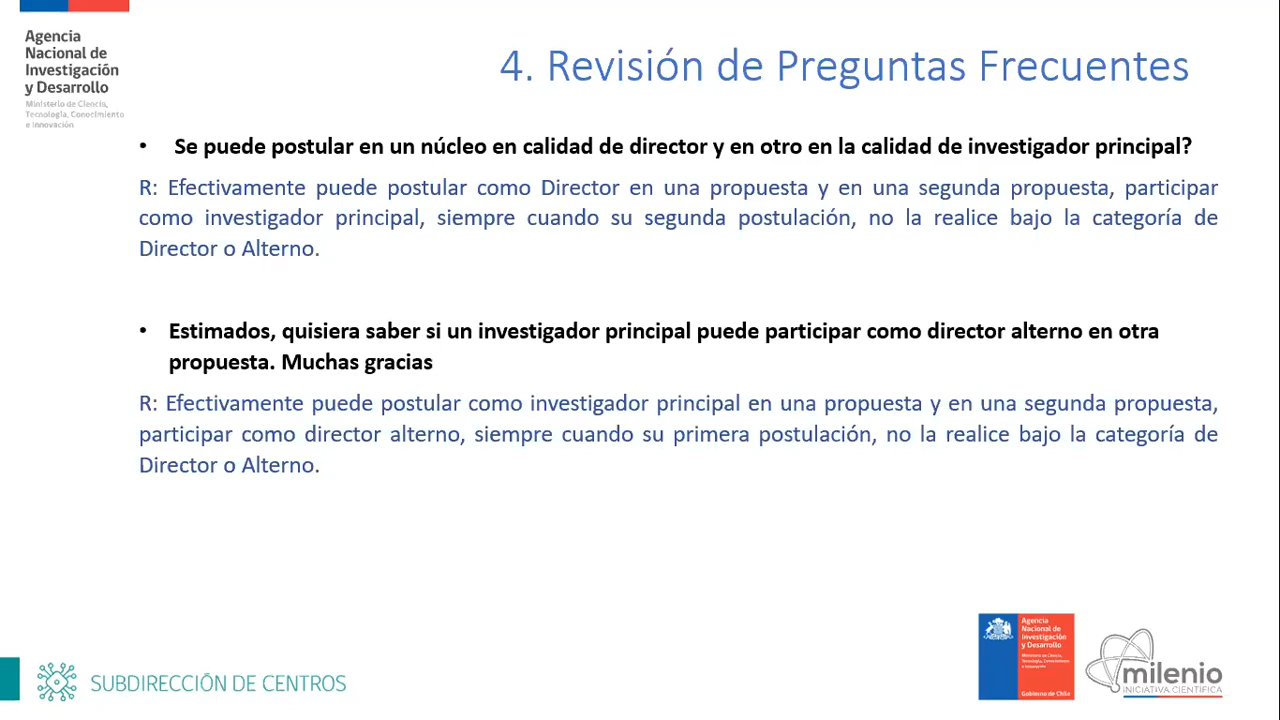 Agencia
Nacional de
Investigación
y Desarrollo
Ministerio de Ciencia,
Tecnología, Conocimiento
e Innovación
4. Revisión de Preguntas Frecuentes
• Se puede postular en un núcleo en calidad de director y en otro en la calidad de investigador principal?
R: Efectivamente puede postular como Director en una propuesta y en una segunda propuesta, participar
como investigador principal, siempre cuando su segunda postulación, no la realice bajo la categoría de
Director o Alterno.
• Estimados, quisiera saber si un investigador principal puede participar como director alterno en otra
propuesta. Muchas gracias
R: Efectivamente puede postular como investigador principal en una propuesta y en una segunda propuesta,
participar como director alterno, siempre cuando su primera postulación, no la realice bajo la categoría de
Director o Alterno.
SUBDIRECCIÓN DE CENTROS
Agencia
Nacional de
Investigación
y Desarrollo
Ministerio de Ciencia,
Tecnología, Conocimiento
e Innovación
Gobierno de Chile
milenio
INICIATIVA CIENTÍFICA